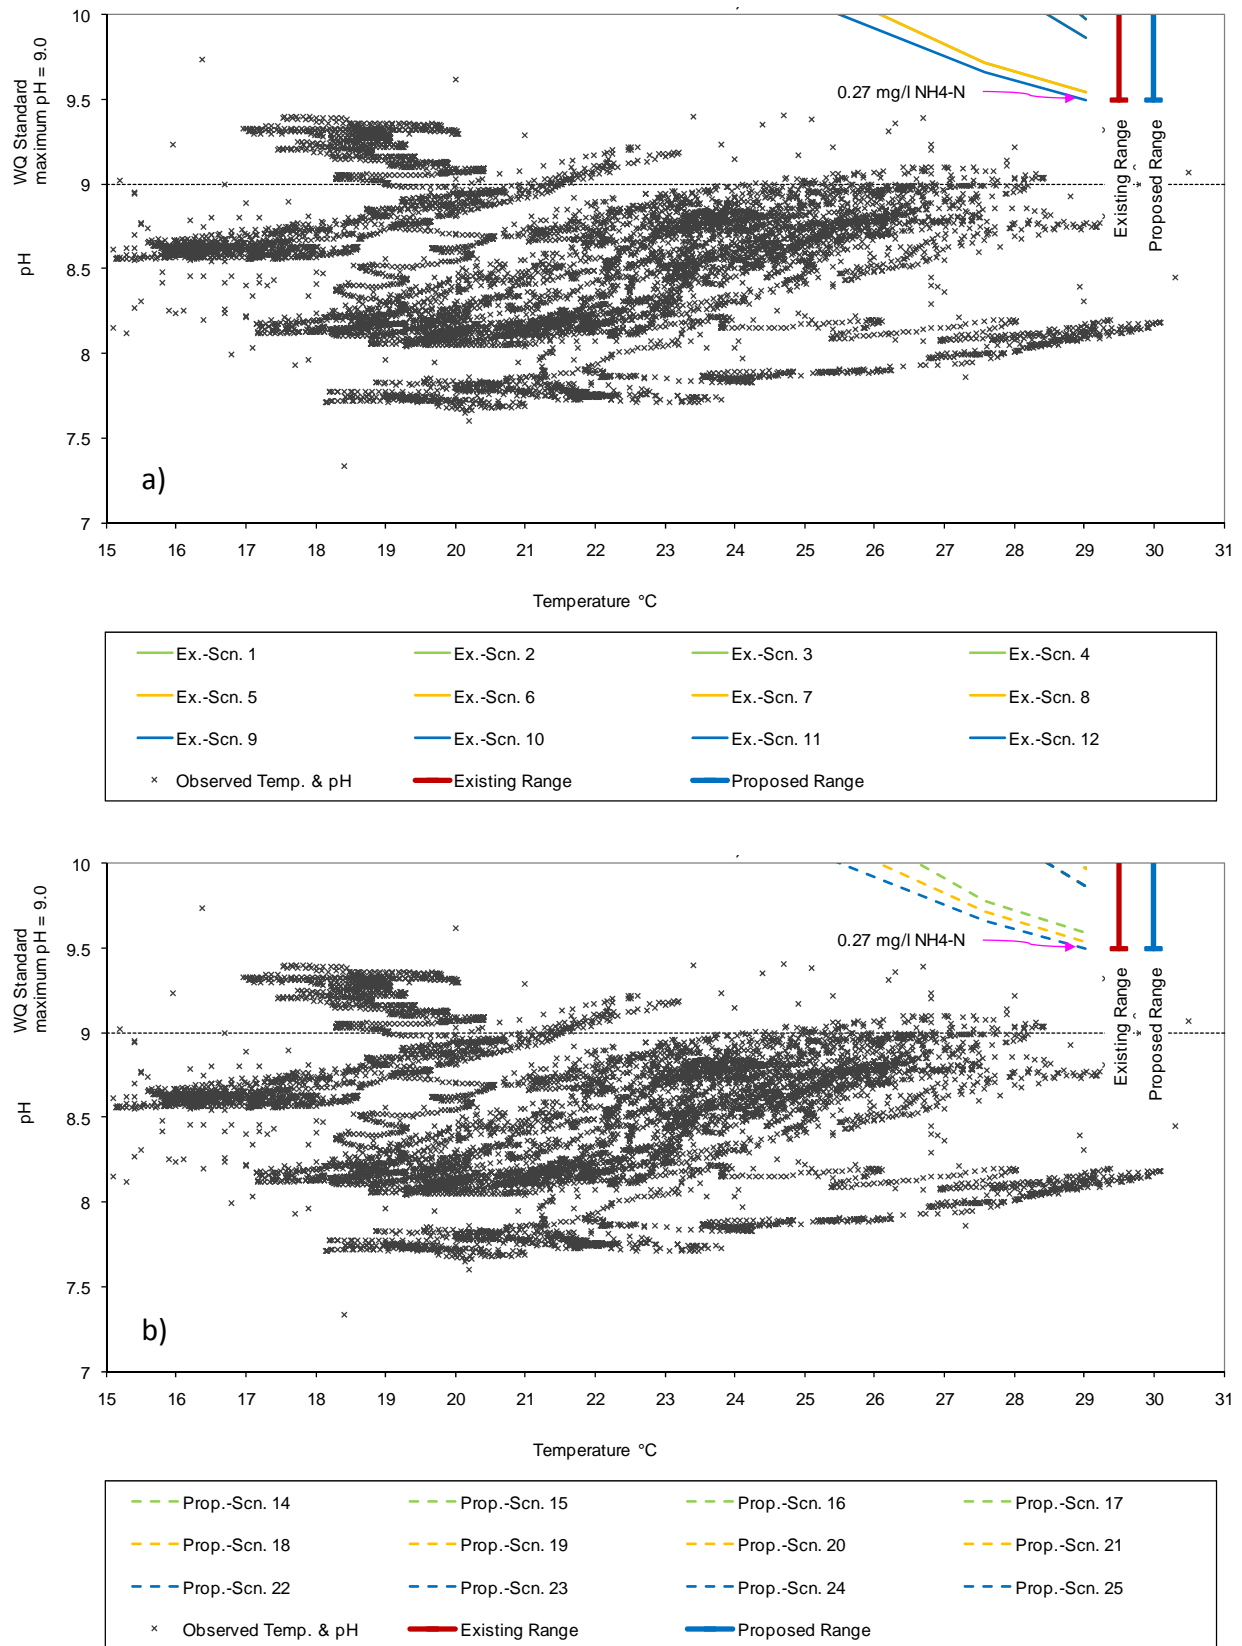 10
9.5
9
8.5
8
7.5
7
WQ Standard
maximum pH = 9.0
pH
0.27 mg/l NH4-N
Existing Range
Proposed Range
a)
15 16 17 18 19 20 21 22 23 24 25 26 27 28 29 30 31
Temperature °C
Ex.-Scn. 1 Ex.-Scn. 2 Ex.-Scn. 3 Ex.-Scn. 4
Ex.-Scn. 5 Ex.-Scn. 6 Ex.-Scn. 7 Ex.-Scn. 8
Ex.-Scn. 9 Ex.-Scn. 10 Ex.-Scn. 11 Ex.-Scn. 12
Observed Temp. & pH Existing Range Proposed Range
10
9.5
9
8.5
8
7.5
7
WQ Standard
maximum pH = 9.0
pH
0.27 mg/l NH4-N
Existing Range
Proposed Range
b)
15 16 17 18 19 20 21 22 23 24 25 26 27 28 29 30 31
Temperature °C
Prop.-Scn. 14 Prop.-Scn. 15 Prop.-Scn. 16 Prop.-Scn. 17
Prop.-Scn. 18 Prop.-Scn. 19 Prop.-Scn. 20 Prop.-Scn. 21
Prop.-Scn. 22 Prop.-Scn. 23 Prop.-Scn. 24 Prop.-Scn. 25
Observed Temp. & pH Existing Range Proposed Range